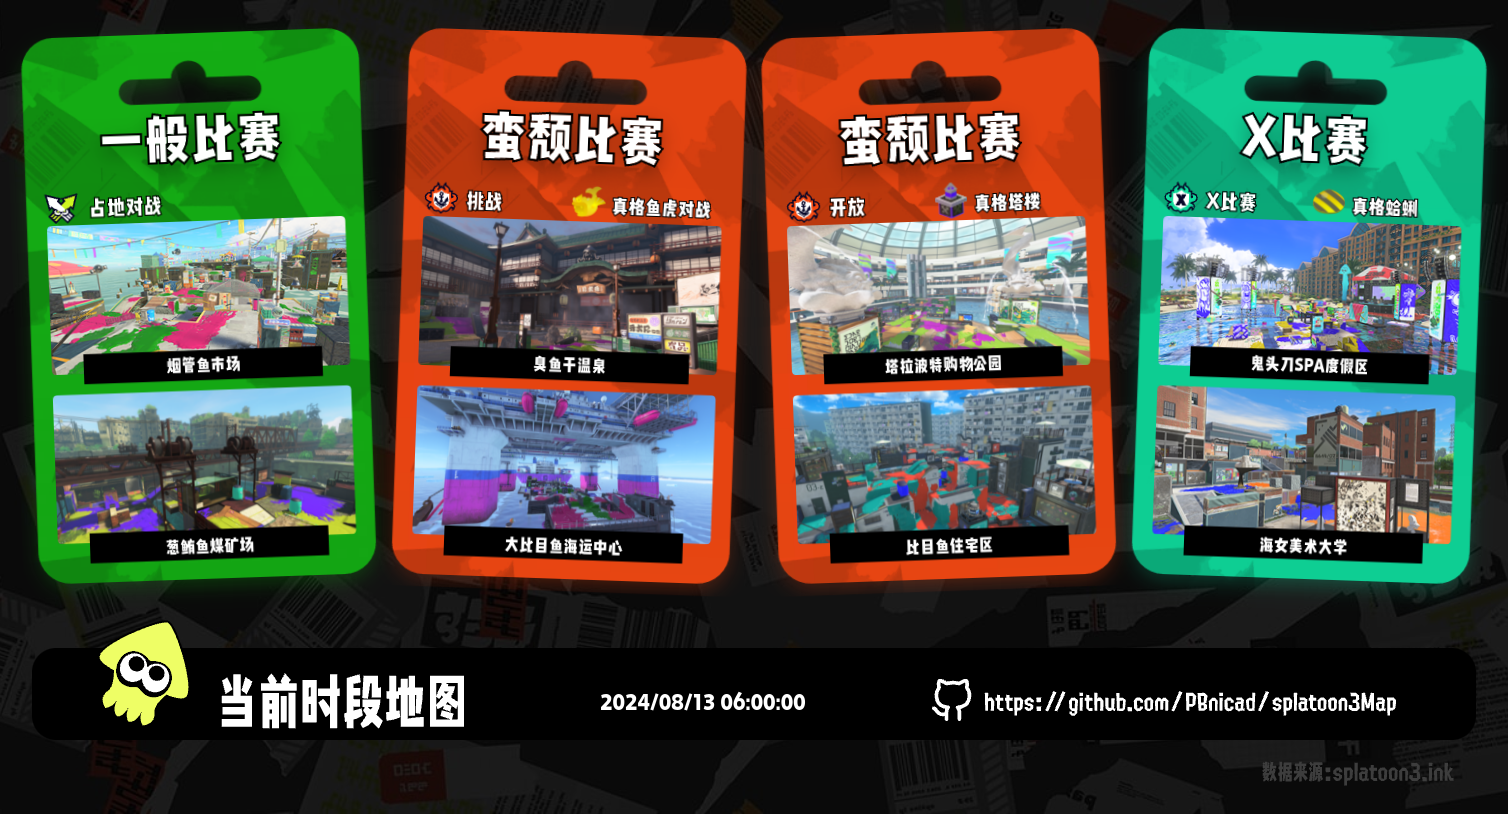 一般比赛
占地对战
烟管鱼市场
葱鲔鱼煤矿场
蛮颓比赛
挑战
真格鱼虎对战
臭鱼干温泉
大比目鱼海运中心
蛮颓比赛
开放
真格塔楼
塔拉波特购物公园
比目鱼住宅区
X比赛
X比赛
真格蛤蜊
鬼头刀SPA度假区
海女美术大学
当前时段地图
2024/08/13 06:00:00
https://github.com/PBnicad/splatoon3Map
数据来源:splatoon3.ink